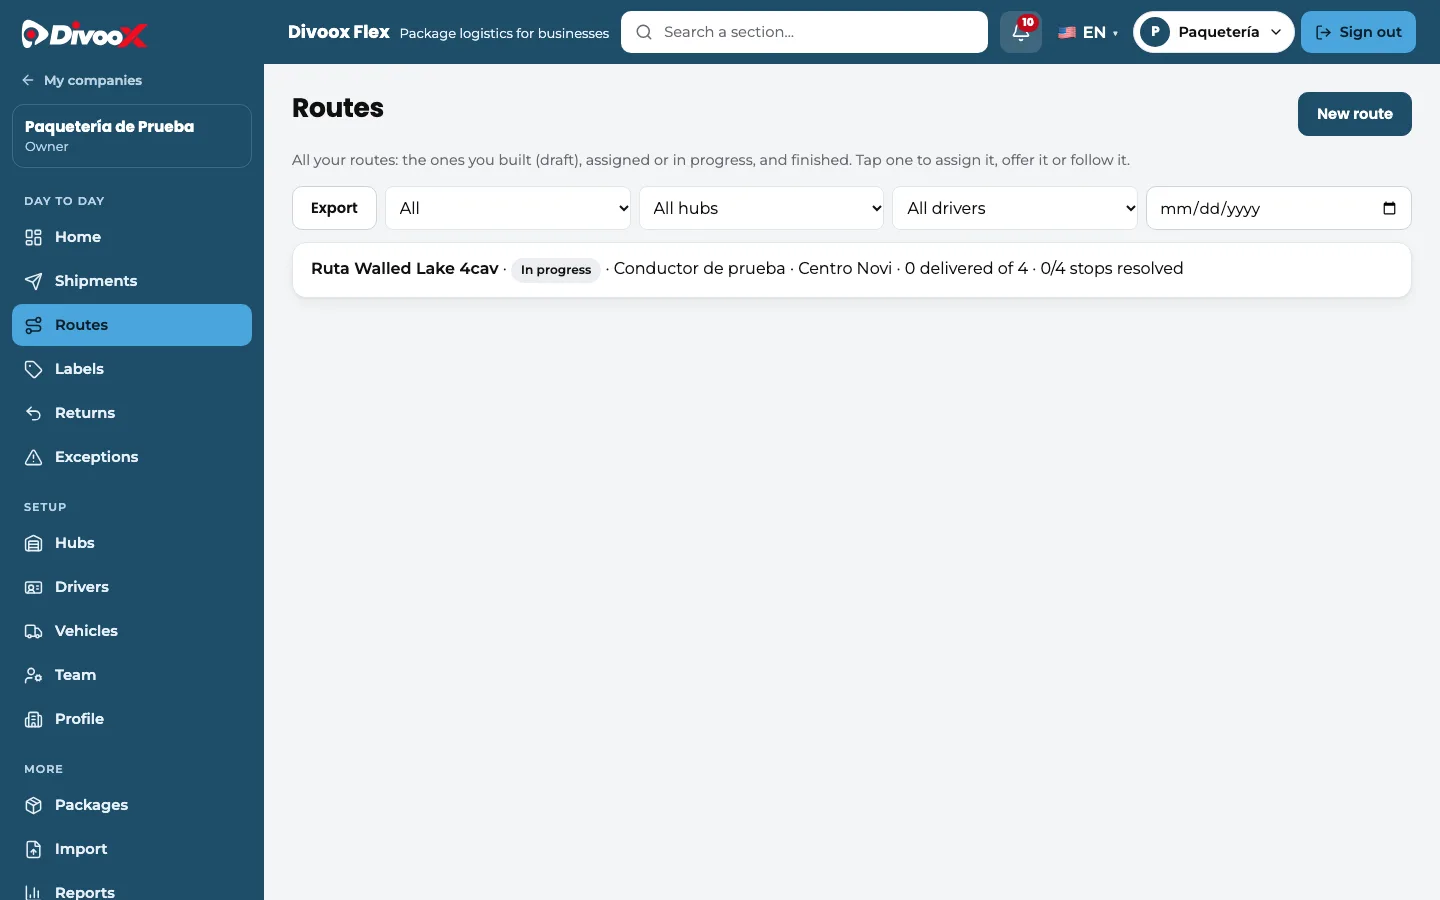 DivooX
Divoox Flex Package logistics for businesses
Search a section...
10
EN
P Paquetería
Sign out
My companies
Paquetería de Prueba
Owner
DAY TO DAY
Home
Shipments
Routes
Labels
Returns
Exceptions
SETUP
Hubs
Drivers
Vehicles
Team
Profile
MORE
Packages
Import
Reports
Routes
New route
All your routes: the ones you built (draft), assigned or in progress, and finished. Tap one to assign it, offer it or follow it.
Export All All hubs All drivers mm/dd/yyyy
Ruta Walled Lake 4cav · In progress · Conductor de prueba · Centro Novi · 0 delivered of 4 · 0/4 stops resolved